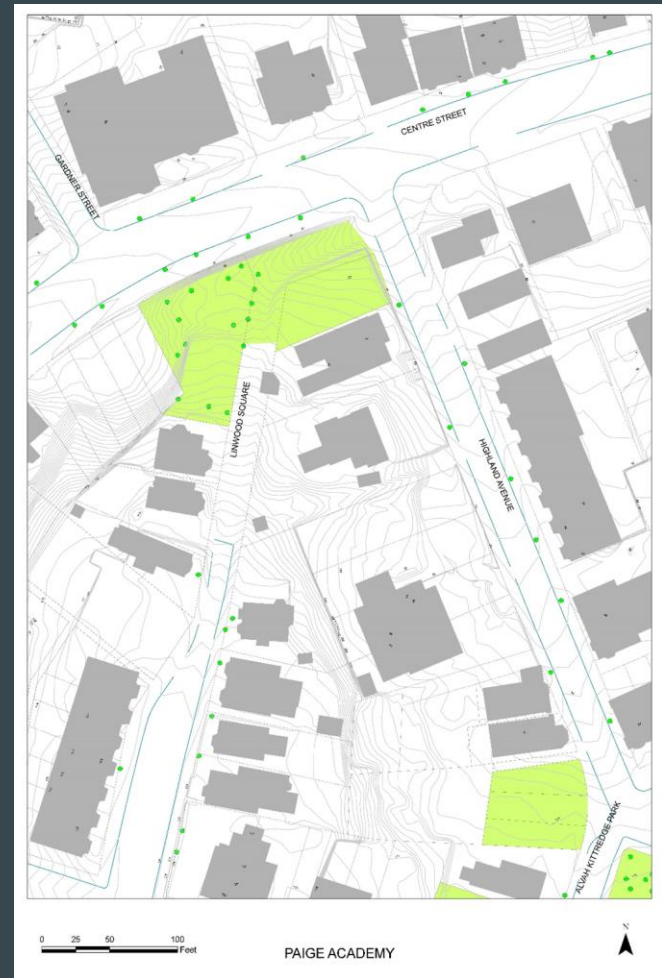 CENTRE STREET
GARDNER STREET
LINWOOD SQUARE
HIGHLAND AVENUE
ALVAH KITTREDGE PARK
0 25 50 100
Feet
PAIGE ACADEMY
N